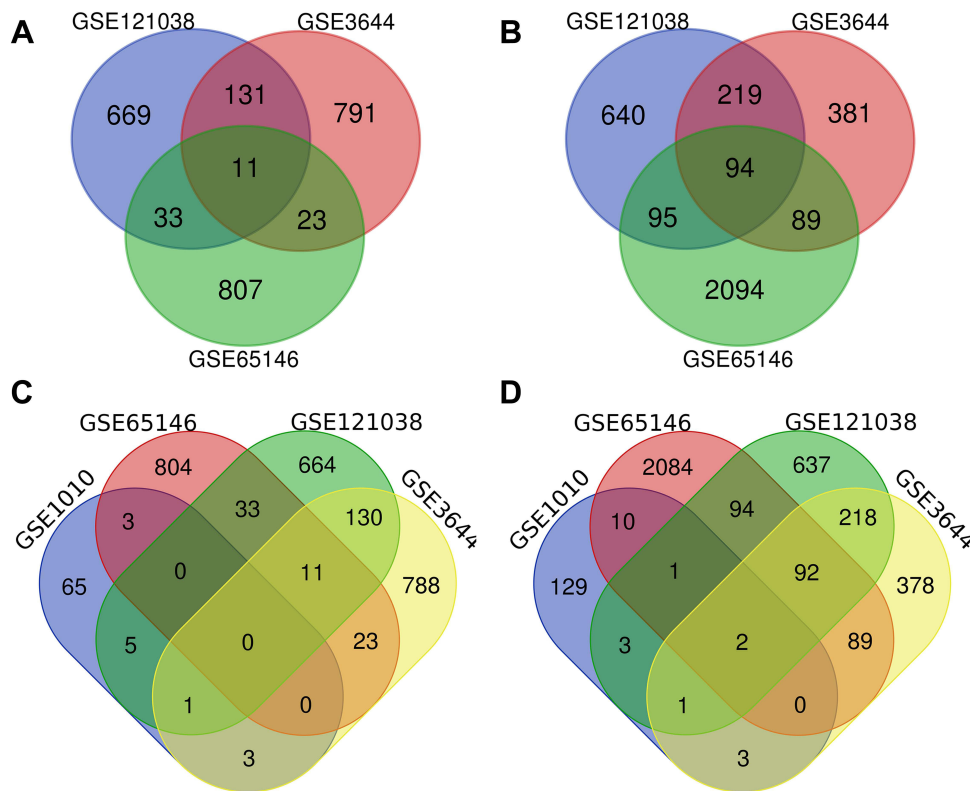 A
GSE121038
GSE3644
669
131
791
11
33
23
807
GSE65146
B
GSE121038
GSE3644
640
219
381
94
95
89
2094
GSE65146
C
GSE65146
GSE121038
GSE1010
GSE3644
804
664
3
33
130
65
0
11
788
5
0
23
1
0
3
D
GSE65146
GSE121038
GSE1010
GSE3644
2084
637
10
94
218
129
1
92
378
3
2
89
1
0
3